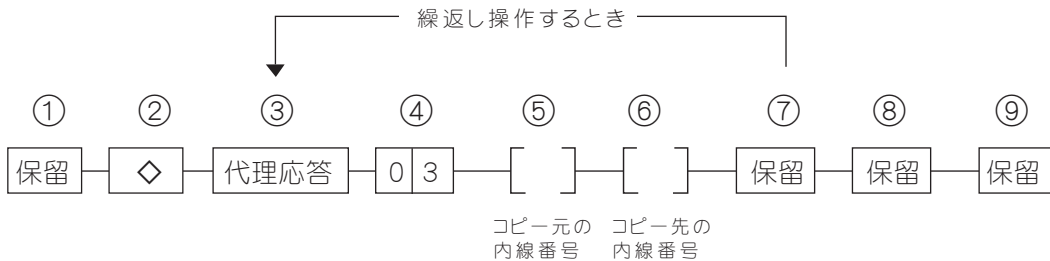 繰返し操作するとき
① ② ③ ④ ⑤ ⑥ ⑦ ⑧ ⑨
保留 ◇ 代理応答 0 3 [ ] [ ] 保留 保留 保留
コピー元の コピー先の
内線番号 内線番号